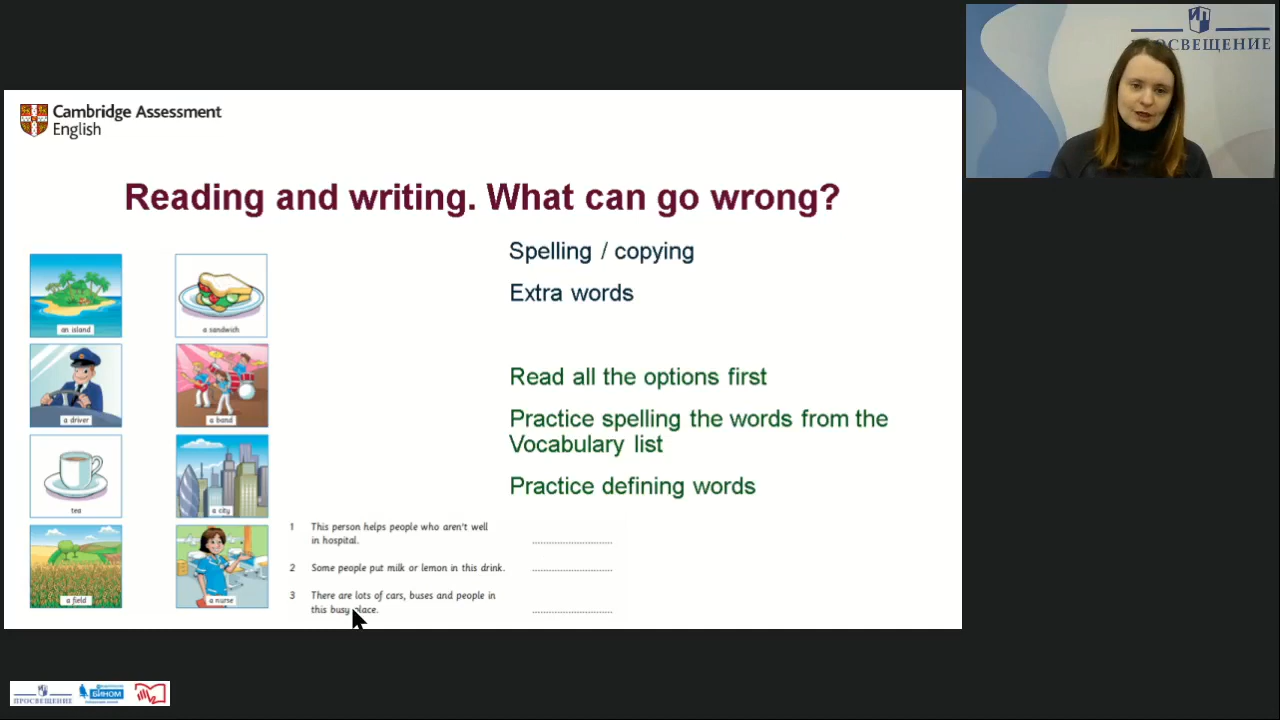 ПРОСВЕЩЕНИЕ
Cambridge Assessment
English
Reading and writing. What can go wrong?
Spelling / copying
Extra words
Read all the options first
Practice spelling the words from the
Vocabulary list
Practice defining words
an island
a sandwich
a driver
a band
tea
a city
a field
a nurse
1 This person helps people who aren't well
in hospital.
2 Some people put milk or lemon in this drink.
3 There are lots of cars, buses and people in
this busy place.
ПРОСВЕЩЕНИЕ
БИНОМ